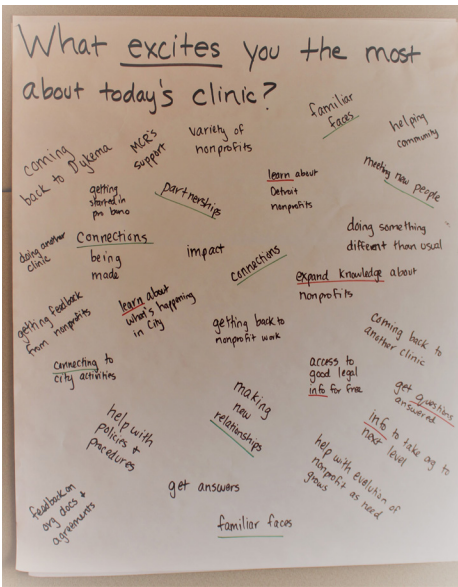 What excites you the most
about today's clinic?
familiar
faces
helping
community
variety of
nonprofits
MCR's
support
coming
back to Dykema
meeting new people
learn about
Detroit
nonprofits
partnerships
getting
started in
pro bono
doing something
different than usual
doing another
clinic
Connections
being
made
impact
connections
expand knowledge about
nonprofits
learn about
what's happening
in City
getting feedback
from nonprofits
getting back to
nonprofit work
coming back to
another clinic
connecting to
city activities
access to
good legal
info for free
get questions
answered
making
new
relationships
info to take org to
next level
help with
policies +
procedures
help with evolution of
nonprofit as need
grows
get answers
feedback on
org docs +
agreements
familiar faces